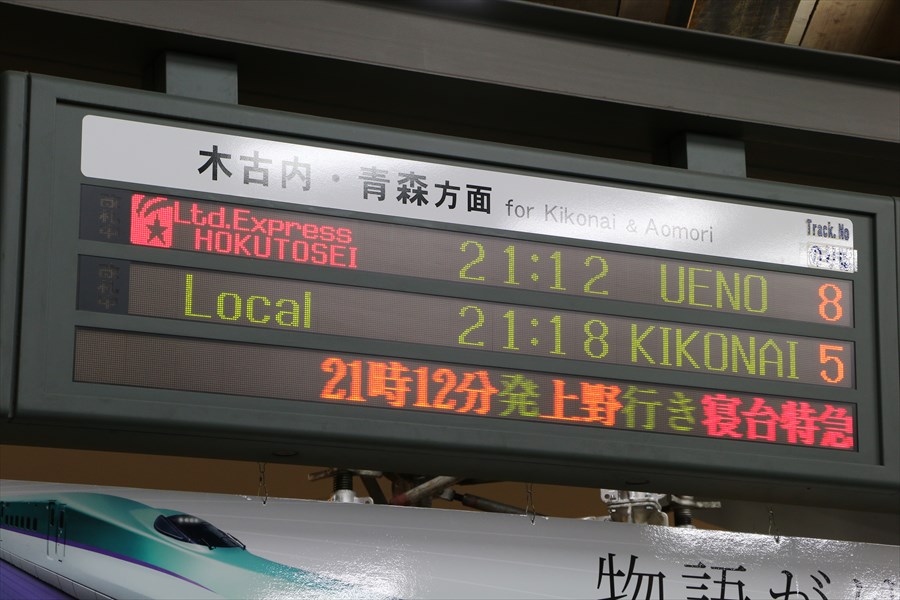 木古内・青森方面 for Kikonai & Aomori
Track.No
Ltd.Express
HOKUTOSEI 21:12 UENO 8
Local 21:18 KIKONAI 5
21時12分発上野行き寝台特急
物語が